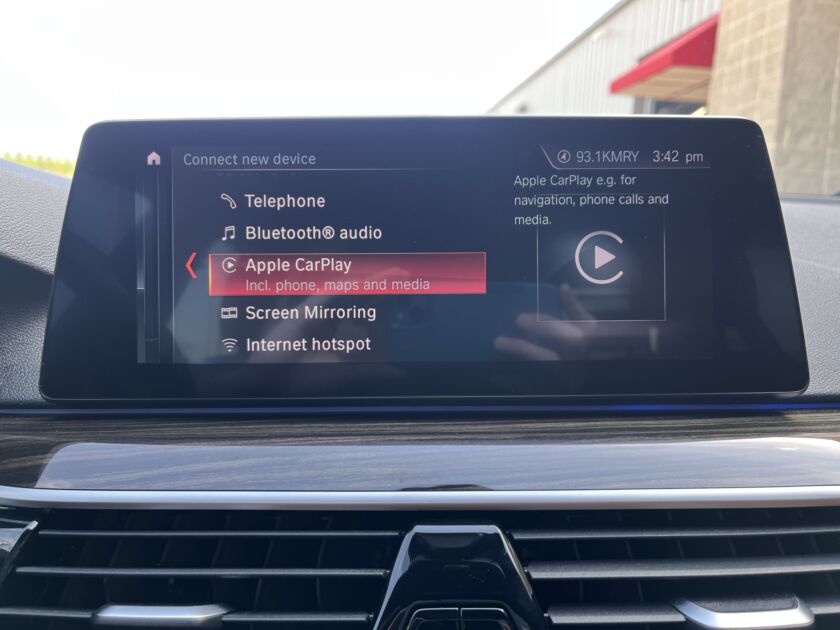 Connect new device
93.1KMRY 3:42 pm
Telephone
Bluetooth® audio
Apple CarPlay
Incl. phone, maps and media
Screen Mirroring
Internet hotspot
Apple CarPlay e.g. for
navigation, phone calls and
media.